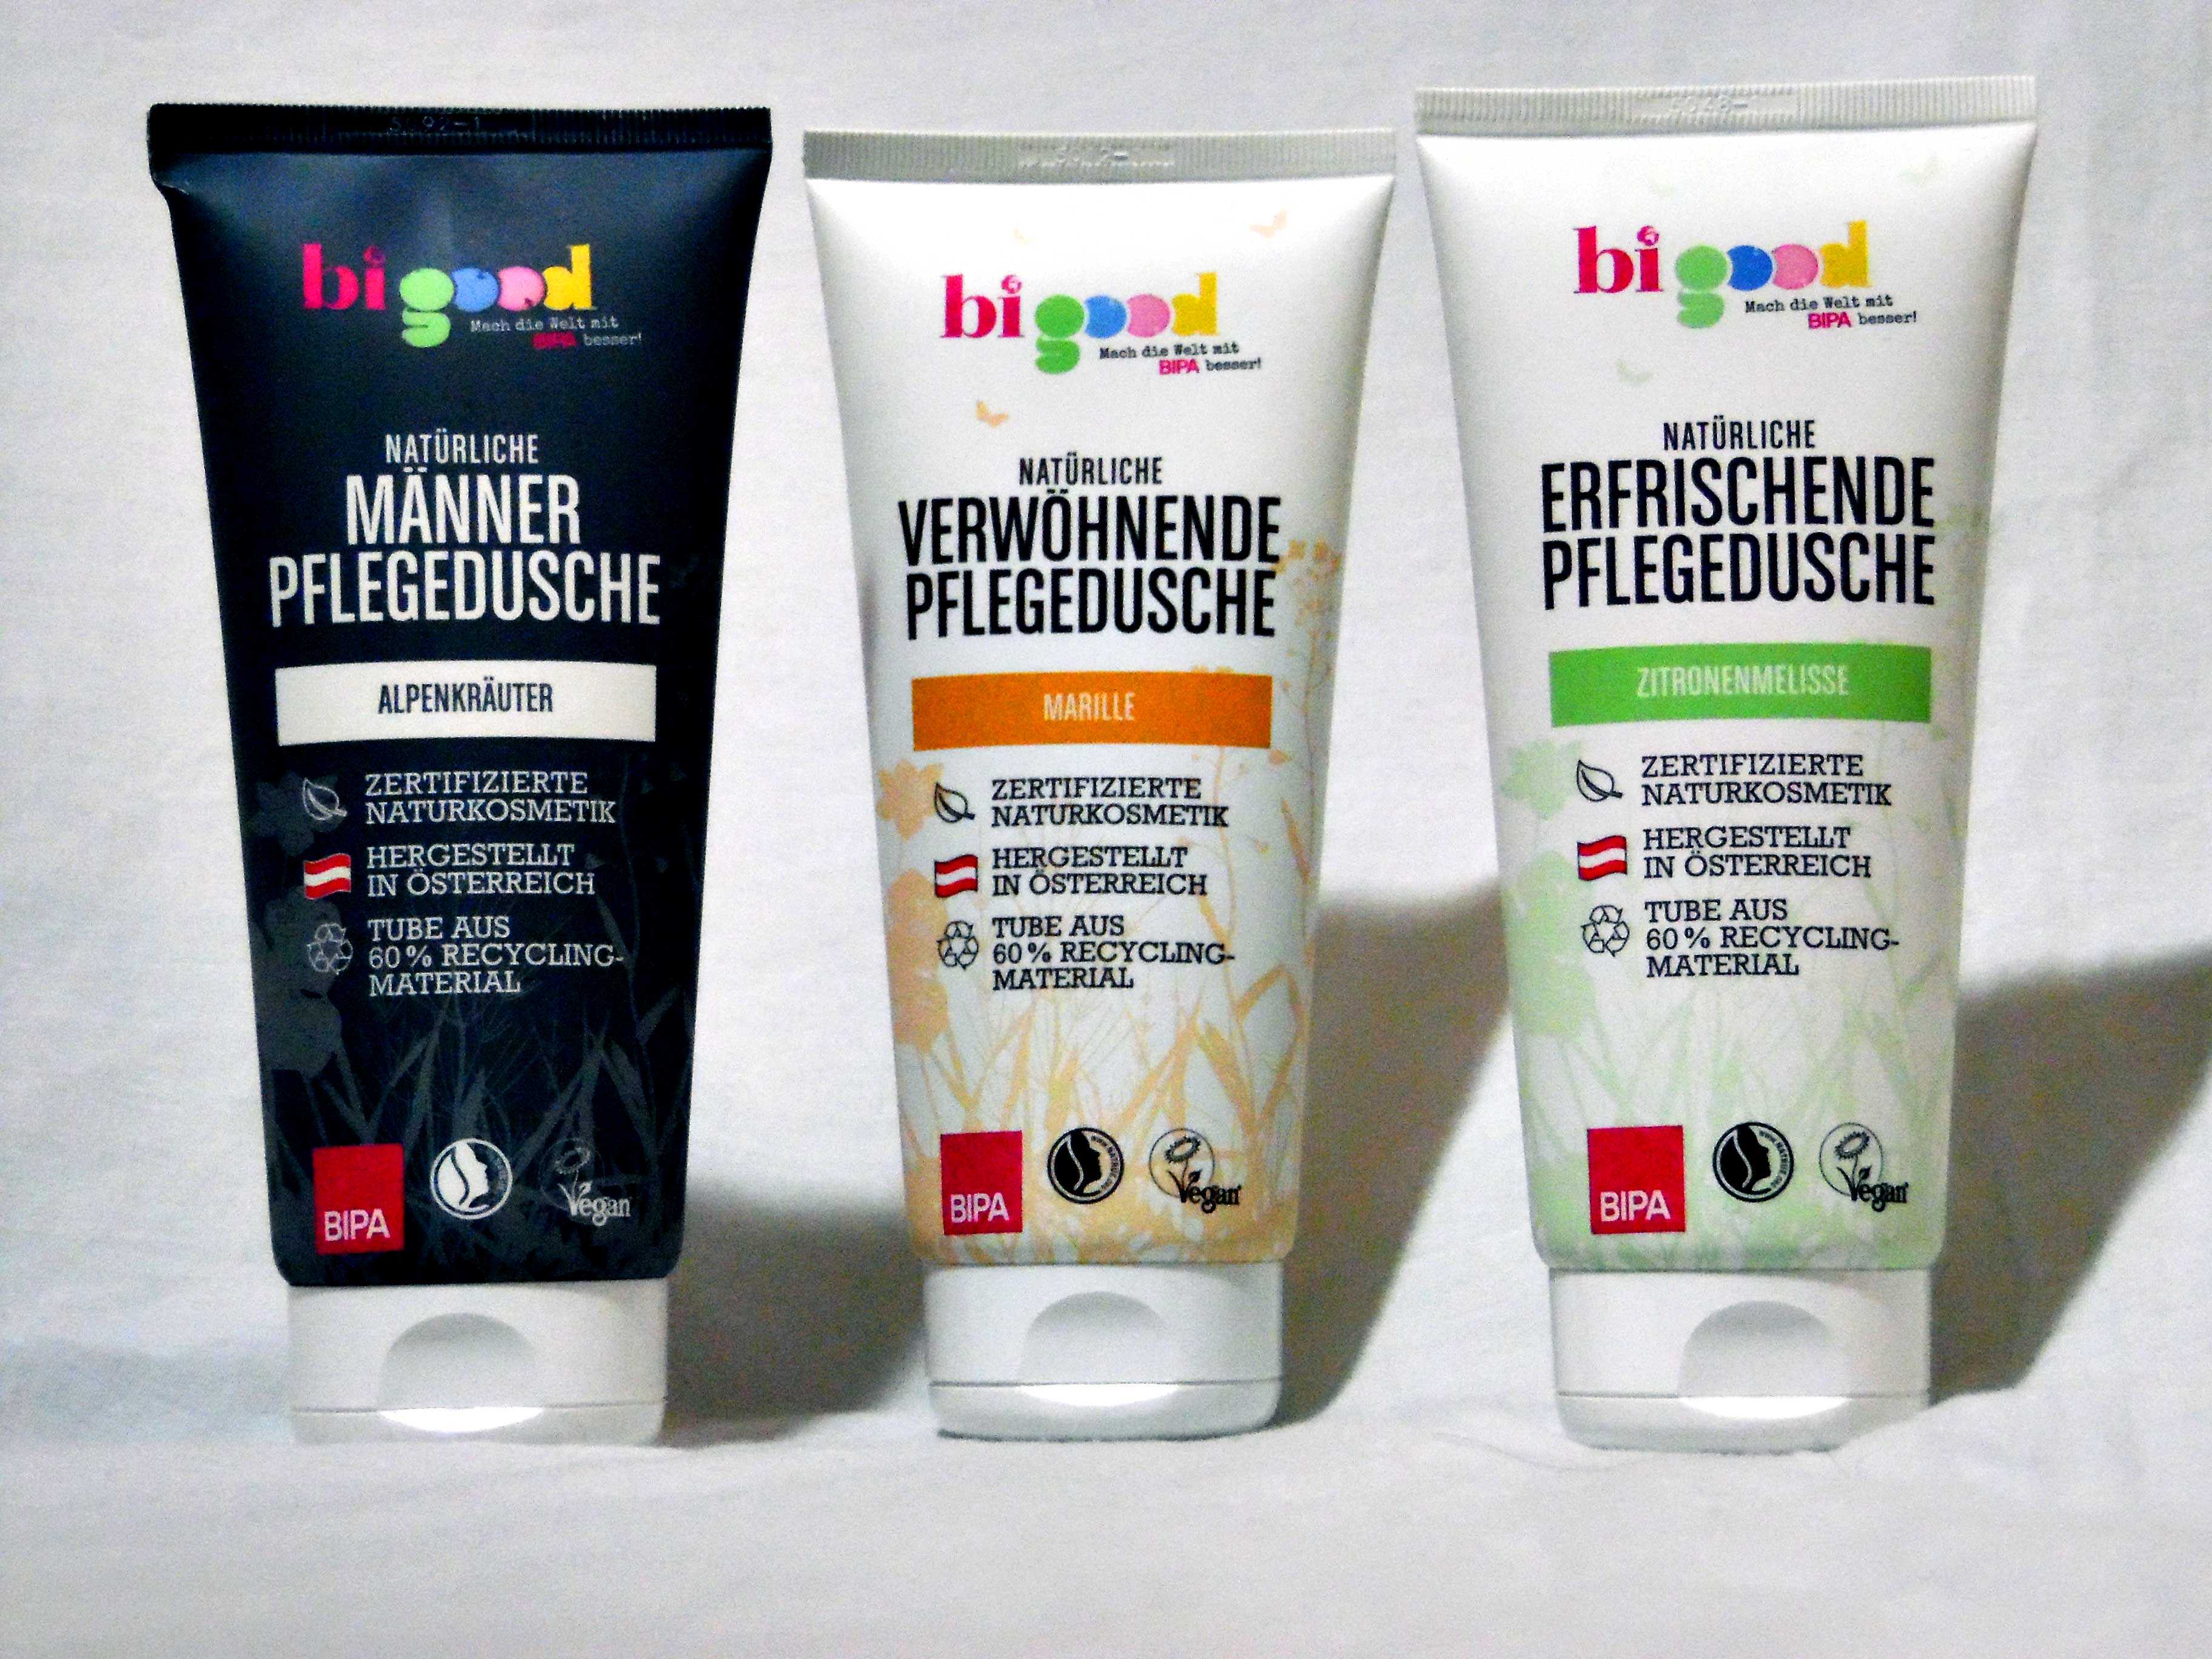 bi good
Mach die Welt mit
BIPA besser!
NATÜRLICHE
MÄNNER
PFLEGEDUSCHE
ALPENKRÄUTER
ZERTIFIZIERTE
NATURKOSMETIK
HERGESTELLT
IN ÖSTERREICH
TUBE AUS
60% RECYCLING-
MATERIAL
BIPA
Vegan
bi good
Mach die Welt mit
BIPA besser!
NATÜRLICHE
VERWÖHNENDE
PFLEGEDUSCHE
MARILLE
ZERTIFIZIERTE
NATURKOSMETIK
HERGESTELLT
IN ÖSTERREICH
TUBE AUS
60% RECYCLING-
MATERIAL
BIPA
Vegan
bi good
Mach die Welt mit
BIPA besser!
NATÜRLICHE
ERFRISCHENDE
PFLEGEDUSCHE
ZITRONENMELISSE
ZERTIFIZIERTE
NATURKOSMETIK
HERGESTELLT
IN ÖSTERREICH
TUBE AUS
60% RECYCLING-
MATERIAL
BIPA
Vegan